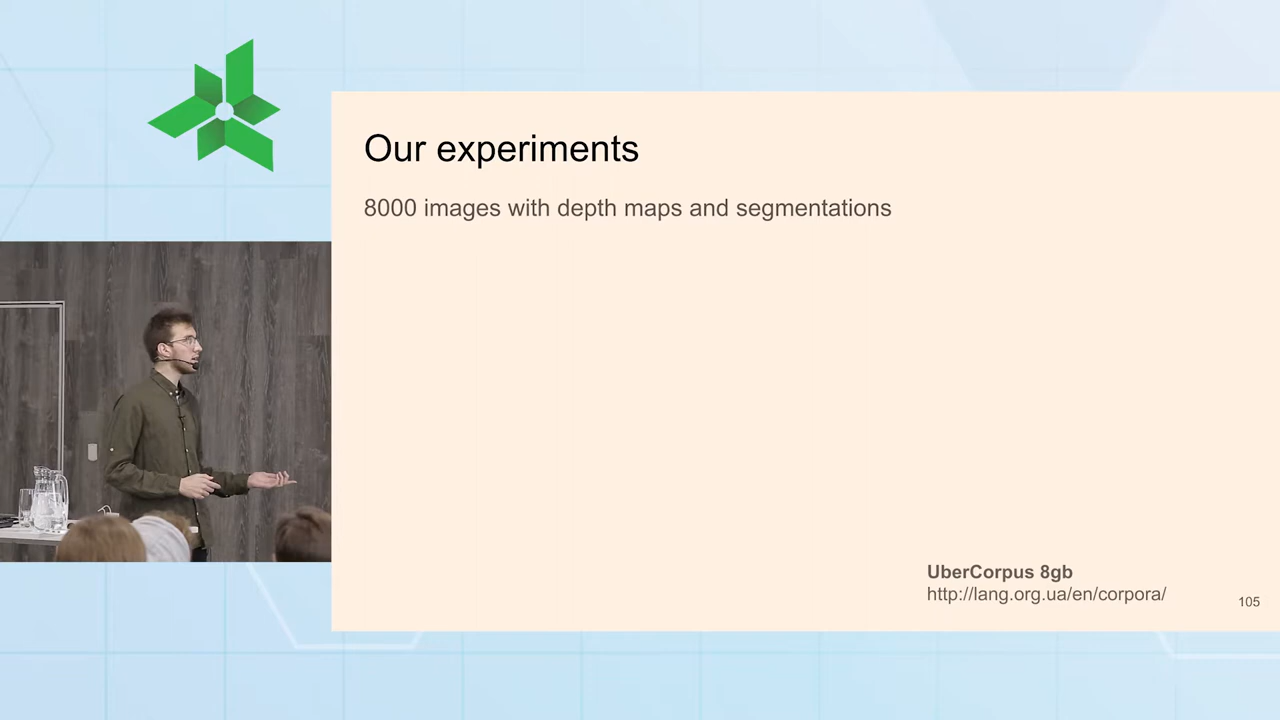 Our experiments
8000 images with depth maps and segmentations
UberCorpus 8gb
http://lang.org.ua/en/corpora/
105